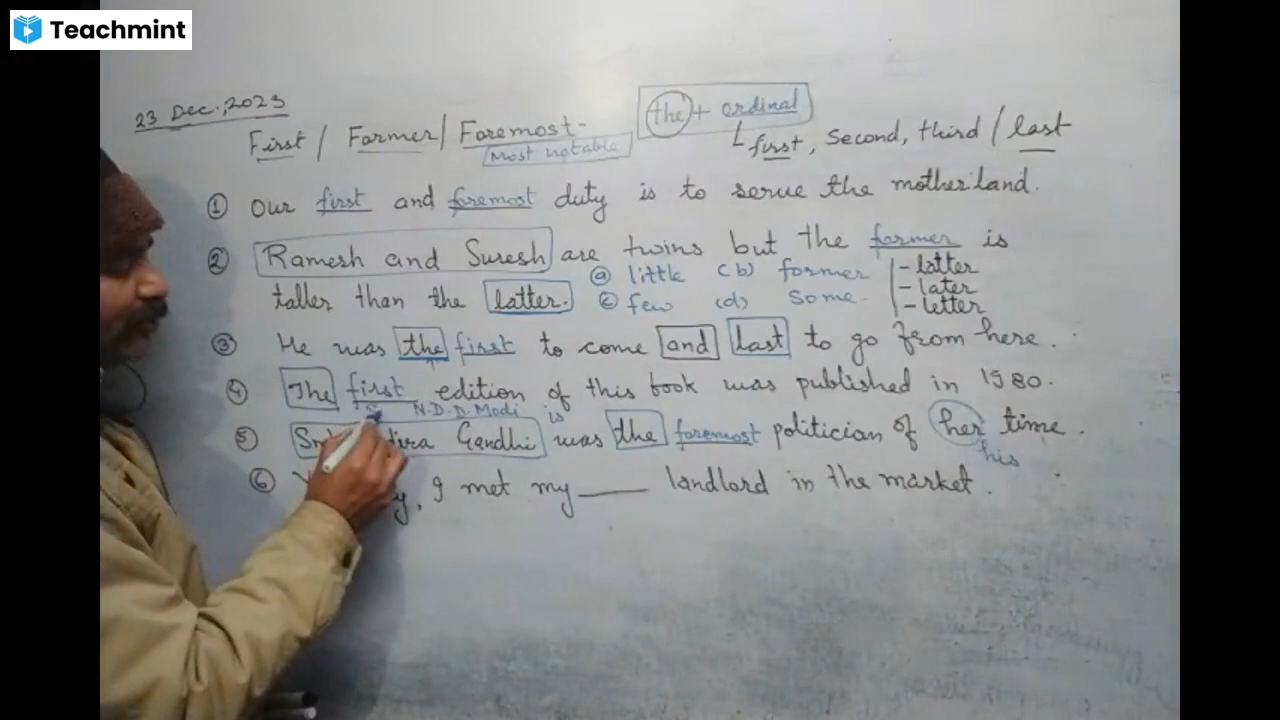 Teachmint
23 Dec., 2023
the + ordinal
First / Former / Foremost-
first, second, third / last
Most notable
① Our first and foremost duty is to serve the motherland.
② Ramesh and Suresh are twins but the former is
ⓐ little (b) former - latter
taller than the latter. ⓒ few (d) some - later
- letter
③ He was the first to come and last to go from here.
④ The first edition of this book was published in 1980.
N.D.D. Modi is
⑤ Gandhi was the foremost politician of her time.
his
⑥ I met my ____ landlord in the market.